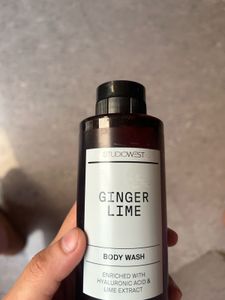 STUDIOWEST
GINGER
LIME
BODY WASH
ENRICHED WITH
HYALURONIC ACID &
LIME EXTRACT